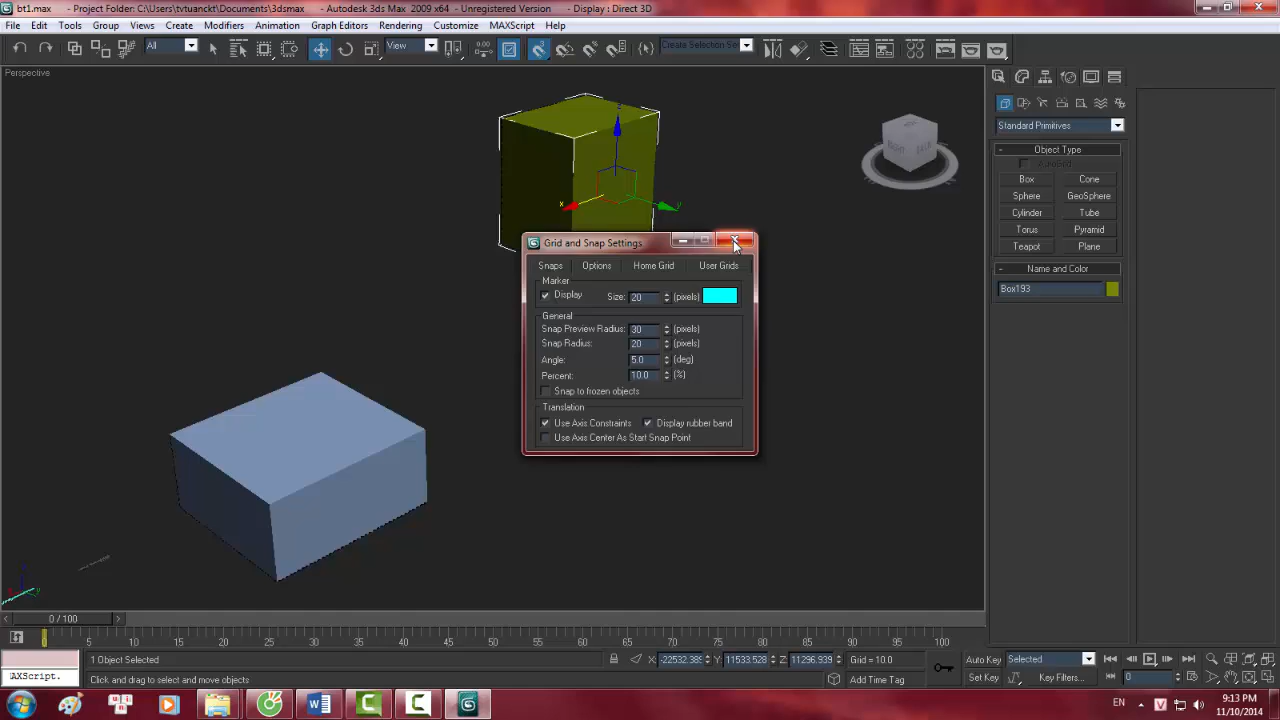 bt1.max - Project Folder: C:\Users\tvtuanckt\Documents\3dsmax - Autodesk 3ds Max 2009 x64 - Unregistered Version - Display : Direct 3D
File Edit Tools Group Views Create Modifiers Animation Graph Editors Rendering Customize MAXScript Help
All View Create Selection Se
Perspective
Standard Primitives
- Object Type
AutoGrid
Box Cone
Sphere GeoSphere
Cylinder Tube
Torus Pyramid
Teapot Plane
- Name and Color
Box193
Grid and Snap Settings
Snaps Options Home Grid User Grids
Marker
Display Size: 20 (pixels)
General
Snap Preview Radius: 30 (pixels)
Snap Radius: 20 (pixels)
Angle: 5.0 (deg)
Percent: 10.0 (%)
Snap to frozen objects
Translation
Use Axis Constraints Display rubber band
Use Axis Center As Start Snap Point
x y z
0 / 100
0 5 10 15 20 25 30 35 40 45 50 55 60 65 70 75 80 85 90 95 100
1 Object Selected X: -22532.389 Y: 11533.528 Z: 11296.939 Grid = 10.0 Auto Key Selected
AXScript. Click and drag to select and move objects Add Time Tag Set Key Key Filters... 0
EN 9:13 PM
11/10/2014